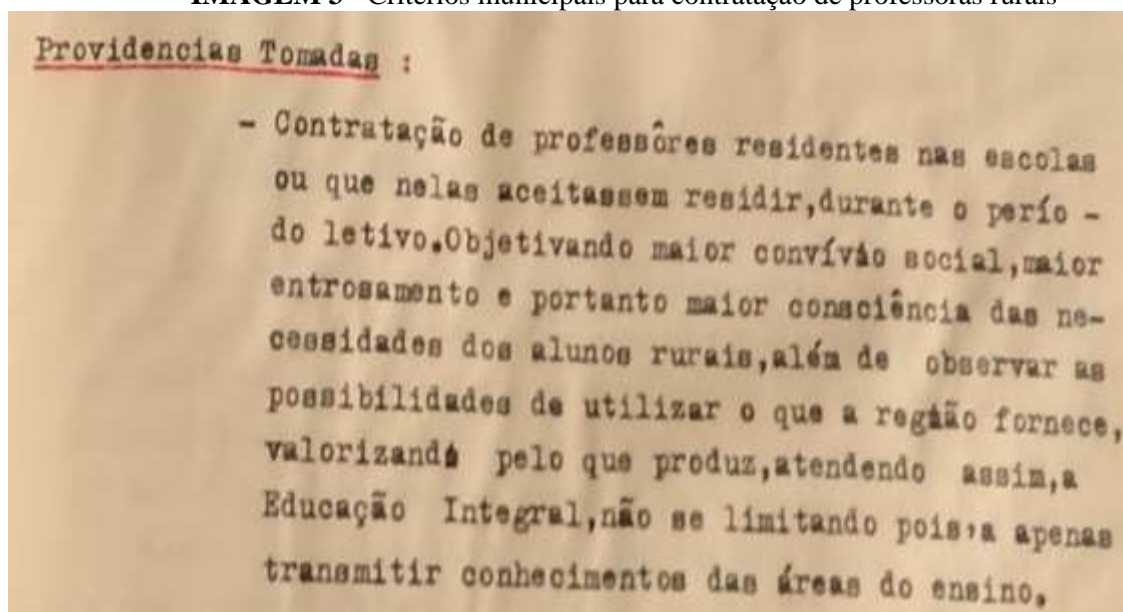 IMAGEM 3 - Critérios municipais para contratação de professoras rurais
Providencias Tomadas :
- Contratação de professôres residentes nas escolas
ou que nelas aceitassem residir,durante o perío -
do letivo.Objetivando maior convívio social,maior
entrosamento e portanto maior consciência das ne-
cessidades dos alunos rurais,além de observar as
possibilidades de utilizar o que a região fornece,
valorizando pelo que produz,atendendo assim,a
Educação Integral,não se limitando pois,a apenas
transmitir conhecimentos das áreas do ensino.